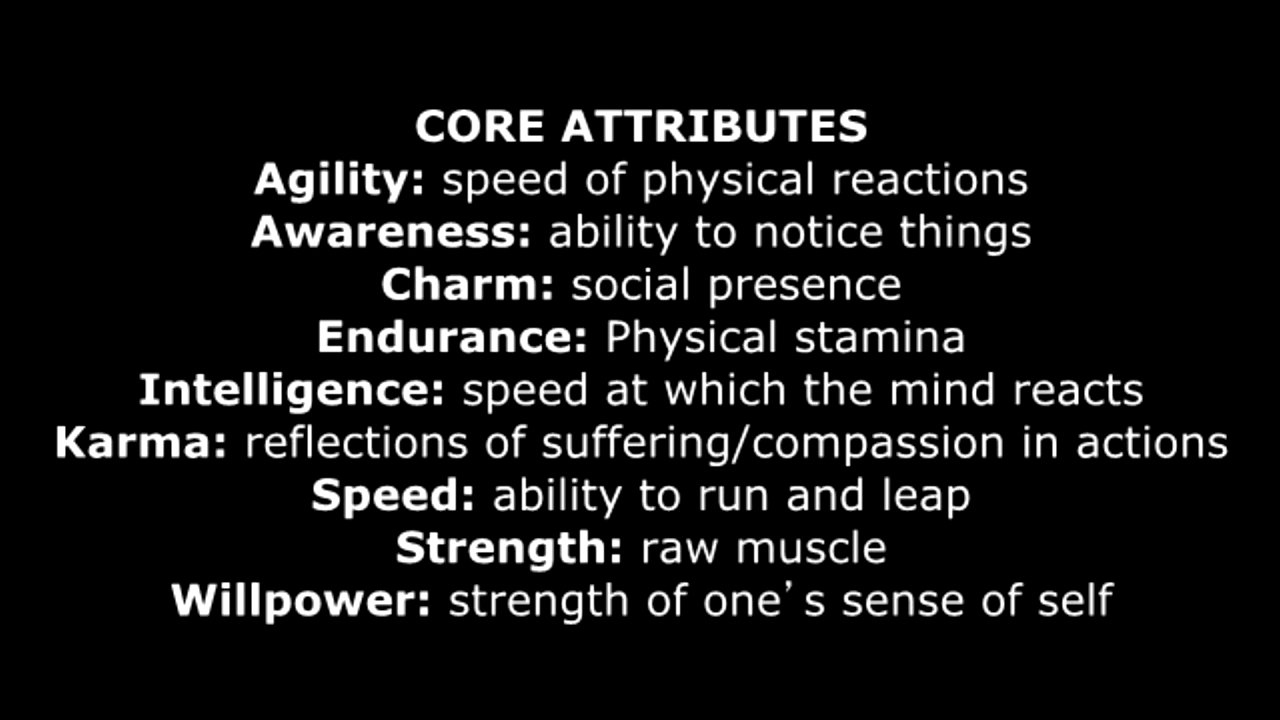 CORE ATTRIBUTES
Agility: speed of physical reactions
Awareness: ability to notice things
Charm: social presence
Endurance: Physical stamina
Intelligence: speed at which the mind reacts
Karma: reflections of suffering/compassion in actions
Speed: ability to run and leap
Strength: raw muscle
Willpower: strength of one’s sense of self